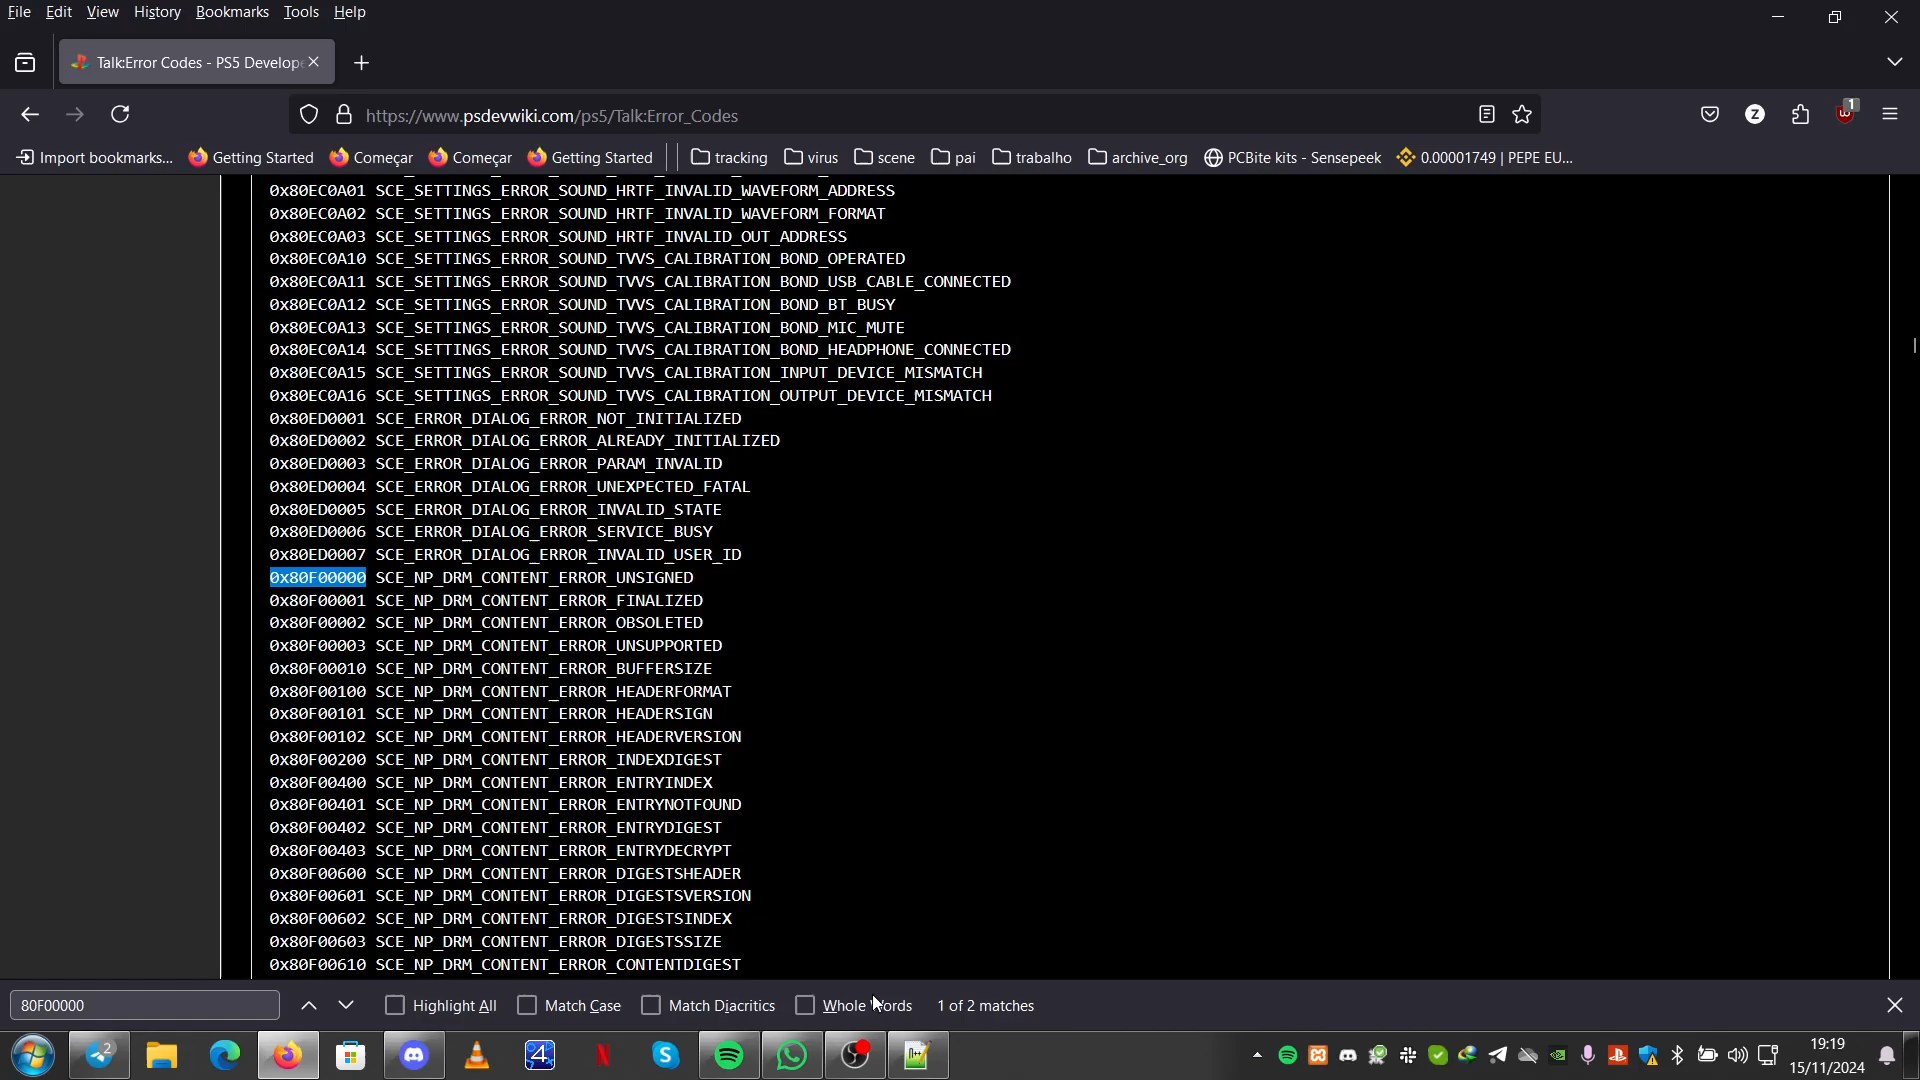 File Edit View History Bookmarks Tools Help
Talk:Error Codes - PS5 Develop
https://www.psdevwiki.com/ps5/Talk:Error_Codes
Z
1
Import bookmarks... Getting Started Começar Começar Getting Started tracking virus scene pai trabalho archive_org PCBite kits - Sensepeek 0.00001749 | PEPE EU...
0x80EC0A01 SCE_SETTINGS_ERROR_SOUND_HRTF_INVALID_WAVEFORM_ADDRESS
0x80EC0A02 SCE_SETTINGS_ERROR_SOUND_HRTF_INVALID_WAVEFORM_FORMAT
0x80EC0A03 SCE_SETTINGS_ERROR_SOUND_HRTF_INVALID_OUT_ADDRESS
0x80EC0A10 SCE_SETTINGS_ERROR_SOUND_TVVS_CALIBRATION_BOND_OPERATED
0x80EC0A11 SCE_SETTINGS_ERROR_SOUND_TVVS_CALIBRATION_BOND_USB_CABLE_CONNECTED
0x80EC0A12 SCE_SETTINGS_ERROR_SOUND_TVVS_CALIBRATION_BOND_BT_BUSY
0x80EC0A13 SCE_SETTINGS_ERROR_SOUND_TVVS_CALIBRATION_BOND_MIC_MUTE
0x80EC0A14 SCE_SETTINGS_ERROR_SOUND_TVVS_CALIBRATION_BOND_HEADPHONE_CONNECTED
0x80EC0A15 SCE_SETTINGS_ERROR_SOUND_TVVS_CALIBRATION_INPUT_DEVICE_MISMATCH
0x80EC0A16 SCE_SETTINGS_ERROR_SOUND_TVVS_CALIBRATION_OUTPUT_DEVICE_MISMATCH
0x80ED0001 SCE_ERROR_DIALOG_ERROR_NOT_INITIALIZED
0x80ED0002 SCE_ERROR_DIALOG_ERROR_ALREADY_INITIALIZED
0x80ED0003 SCE_ERROR_DIALOG_ERROR_PARAM_INVALID
0x80ED0004 SCE_ERROR_DIALOG_ERROR_UNEXPECTED_FATAL
0x80ED0005 SCE_ERROR_DIALOG_ERROR_INVALID_STATE
0x80ED0006 SCE_ERROR_DIALOG_ERROR_SERVICE_BUSY
0x80ED0007 SCE_ERROR_DIALOG_ERROR_INVALID_USER_ID
0x80F00000 SCE_NP_DRM_CONTENT_ERROR_UNSIGNED
0x80F00001 SCE_NP_DRM_CONTENT_ERROR_FINALIZED
0x80F00002 SCE_NP_DRM_CONTENT_ERROR_OBSOLETED
0x80F00003 SCE_NP_DRM_CONTENT_ERROR_UNSUPPORTED
0x80F00010 SCE_NP_DRM_CONTENT_ERROR_BUFFERSIZE
0x80F00100 SCE_NP_DRM_CONTENT_ERROR_HEADERFORMAT
0x80F00101 SCE_NP_DRM_CONTENT_ERROR_HEADERSIGN
0x80F00102 SCE_NP_DRM_CONTENT_ERROR_HEADERVERSION
0x80F00200 SCE_NP_DRM_CONTENT_ERROR_INDEXDIGEST
0x80F00400 SCE_NP_DRM_CONTENT_ERROR_ENTRYINDEX
0x80F00401 SCE_NP_DRM_CONTENT_ERROR_ENTRYNOTFOUND
0x80F00402 SCE_NP_DRM_CONTENT_ERROR_ENTRYDIGEST
0x80F00403 SCE_NP_DRM_CONTENT_ERROR_ENTRYDECRYPT
0x80F00600 SCE_NP_DRM_CONTENT_ERROR_DIGESTSHEADER
0x80F00601 SCE_NP_DRM_CONTENT_ERROR_DIGESTSVERSION
0x80F00602 SCE_NP_DRM_CONTENT_ERROR_DIGESTSINDEX
0x80F00603 SCE_NP_DRM_CONTENT_ERROR_DIGESTSSIZE
0x80F00610 SCE_NP_DRM_CONTENT_ERROR_CONTENTDIGEST
80F00000 Highlight All Match Case Match Diacritics Whole Words 1 of 2 matches
2
19:19
15/11/2024